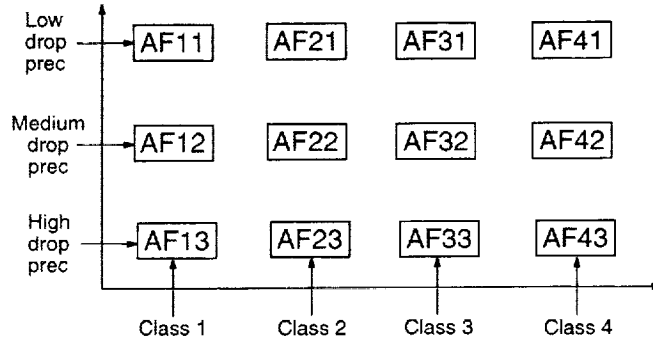 Low
drop
prec
AF11
AF21
AF31
AF41
Medium
drop
prec
AF12
AF22
AF32
AF42
High
drop
prec
AF13
AF23
AF33
AF43
Class 1
Class 2
Class 3
Class 4